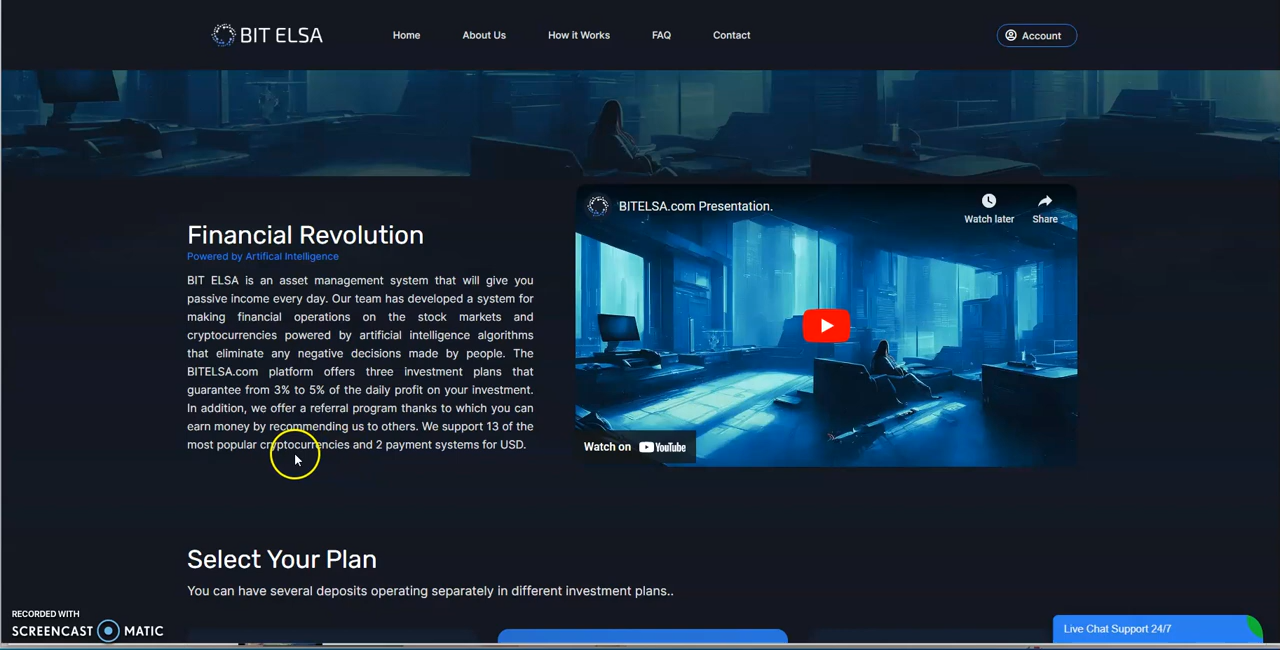 BIT ELSA
Home
About Us
How it Works
FAQ
Contact
Account
Financial Revolution
Powered by Artifical Intelligence
BIT ELSA is an asset management system that will give you
passive income every day. Our team has developed a system for
making financial operations on the stock markets and
cryptocurrencies powered by artificial intelligence algorithms
that eliminate any negative decisions made by people. The
BITELSA.com platform offers three investment plans that
guarantee from 3% to 5% of the daily profit on your investment.
In addition, we offer a referral program thanks to which you can
earn money by recommending us to others. We support 13 of the
most popular cryptocurrencies and 2 payment systems for USD.
BITELSA.com Presentation.
Watch later
Share
Watch on YouTube
Select Your Plan
You can have several deposits operating separately in different investment plans..
RECORDED WITH
SCREENCAST MATIC
Live Chat Support 24/7